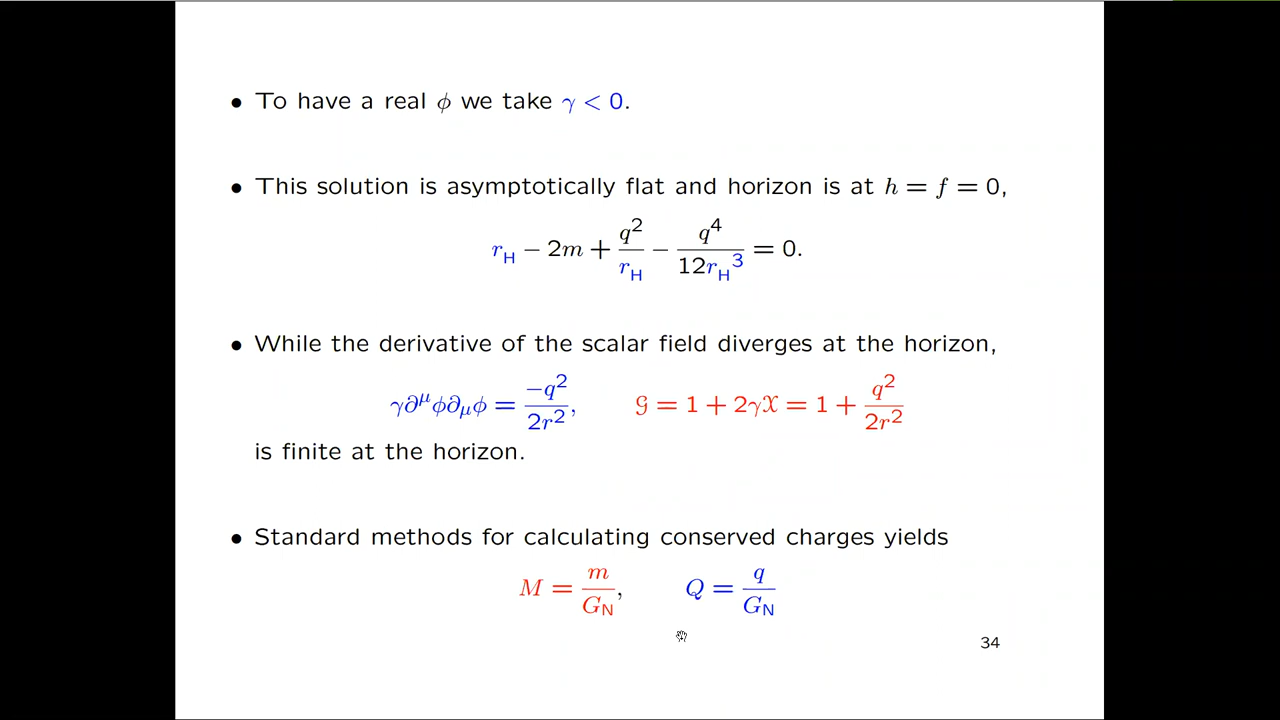 • To have a real ϕ we take γ < 0.
• This solution is asymptotically flat and horizon is at h = f = 0,
r_H − 2m + q²/r_H − q⁴/(12r_H³) = 0.
• While the derivative of the scalar field diverges at the horizon,
γ∂^μϕ∂_μϕ = −q²/(2r²), 𝒢 = 1 + 2γ𝒳 = 1 + q²/(2r²)
is finite at the horizon.
• Standard methods for calculating conserved charges yields
M = m/G_N, Q = q/G_N
34